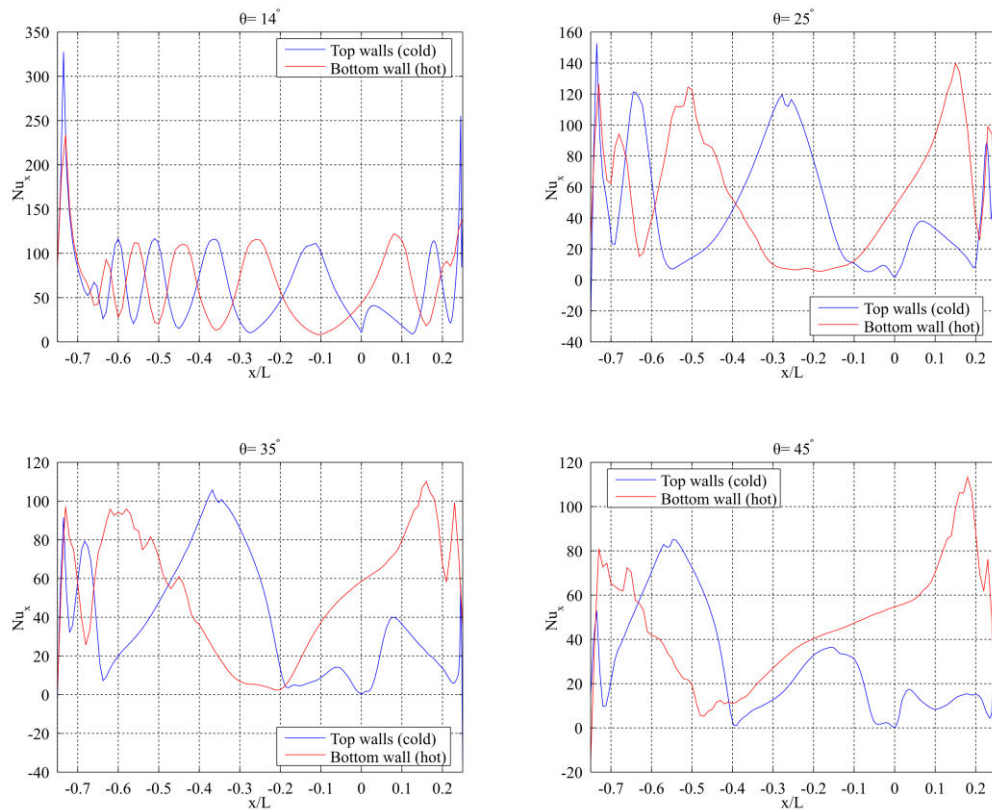 θ= 14°
350
300
250
200
150
100
50
0
Nuₓ
Top walls (cold)
Bottom wall (hot)
-0.7 -0.6 -0.5 -0.4 -0.3 -0.2 -0.1 0 0.1 0.2
x/L
θ= 25°
160
140
120
100
80
60
40
20
0
-20
-40
Nuₓ
Top walls (cold)
Bottom wall (hot)
-0.7 -0.6 -0.5 -0.4 -0.3 -0.2 -0.1 0 0.1 0.2
x/L
θ= 35°
120
100
80
60
40
20
0
-20
-40
Nuₓ
Top walls (cold)
Bottom wall (hot)
-0.7 -0.6 -0.5 -0.4 -0.3 -0.2 -0.1 0 0.1 0.2
x/L
θ= 45°
120
100
80
60
40
20
0
20
Nuₓ
Top walls (cold)
Bottom wall (hot)
-0.7 -0.6 -0.5 -0.4 -0.3 -0.2 -0.1 0 0.1 0.2
x/L